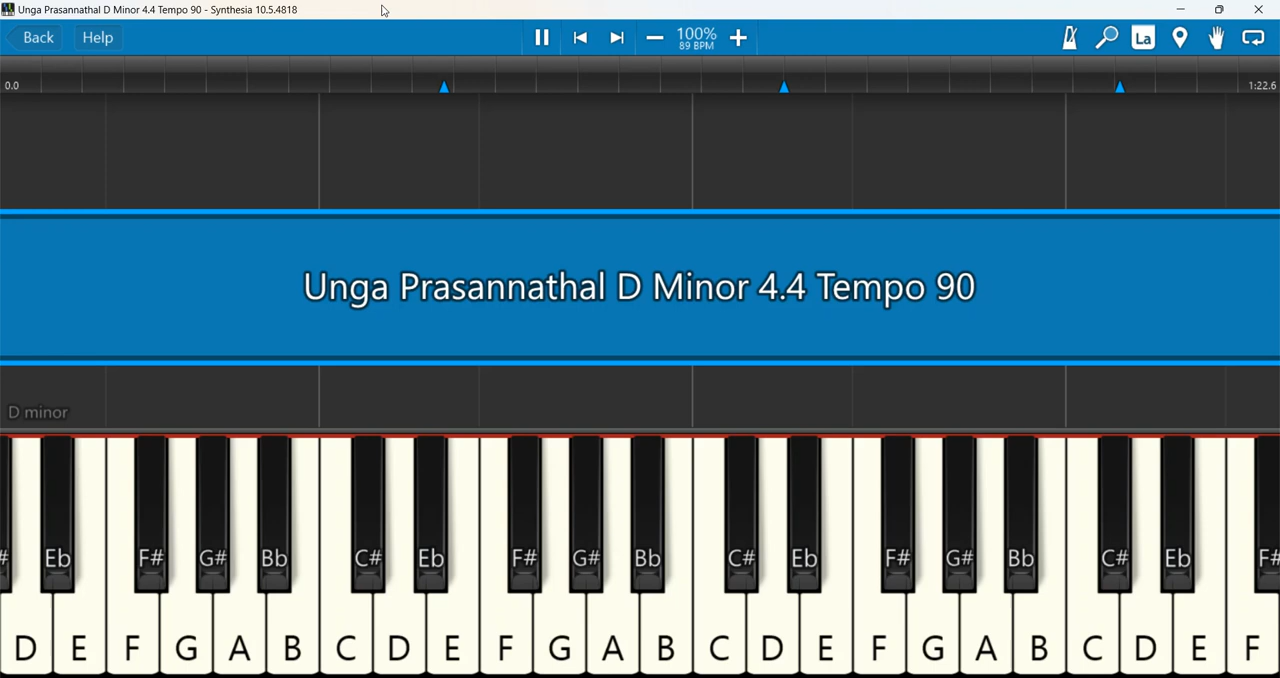 Unga Prasannathal D Minor 4.4 Tempo 90 - Synthesia 10.5.4818
Back Help 100% La
89 BPM
0.0 1:22.6
Unga Prasannathal D Minor 4.4 Tempo 90
D minor
# Eb F# G# Bb C# Eb F# G# Bb C# Eb F# G# Bb C# Eb F#
D E F G A B C D E F G A B C D E F G A B C D E F